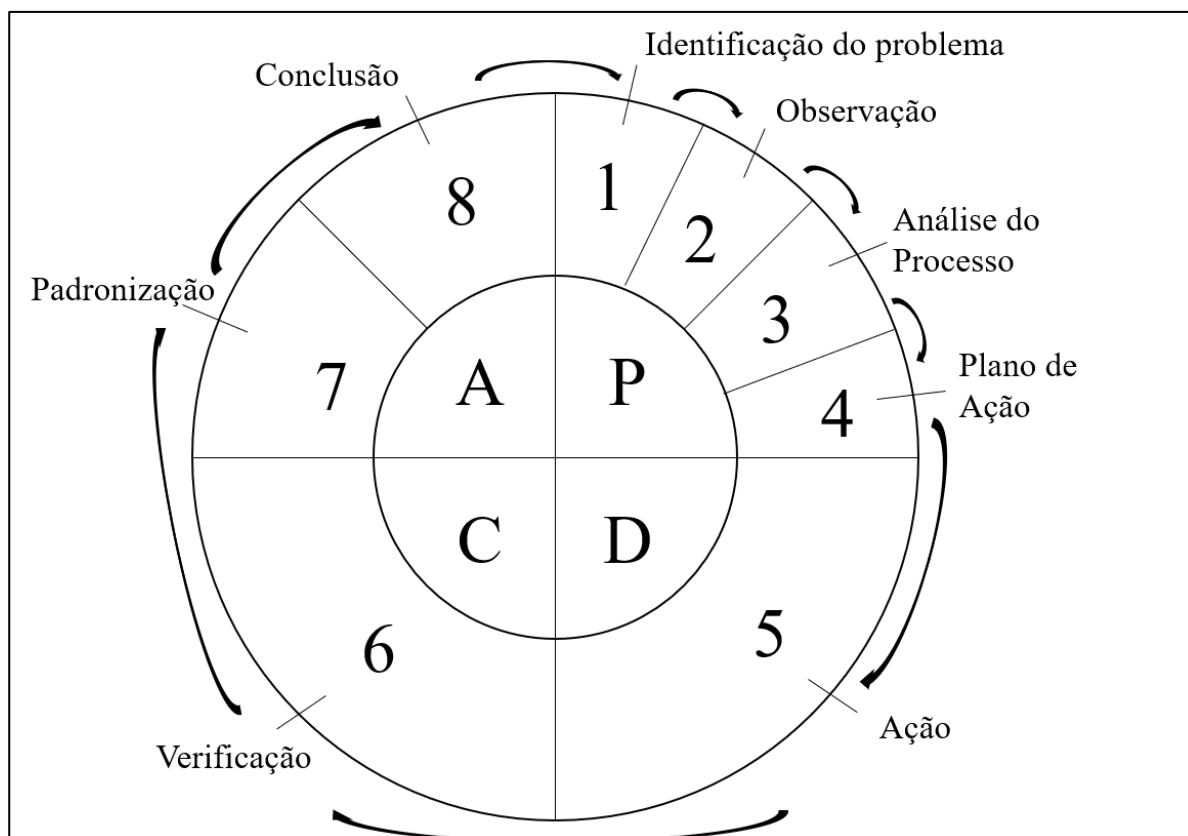 Identificação do problema
Conclusão
Observação
1
8
2
Análise do
Processo
Padronização
3
Plano de
Ação
7
A
P
4
C
D
5
6
Ação
Verificação